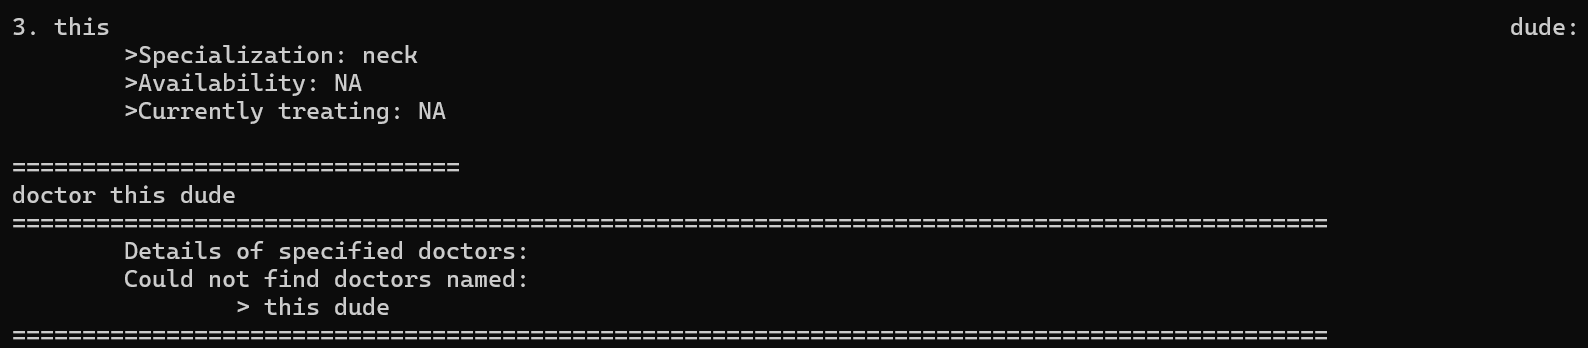 3. this                                                                                                    dude:
        >Specialization: neck
        >Availability: NA
        >Currently treating: NA
================================
doctor this dude
==============================================================================================
        Details of specified doctors:
        Could not find doctors named:
                > this dude
==============================================================================================